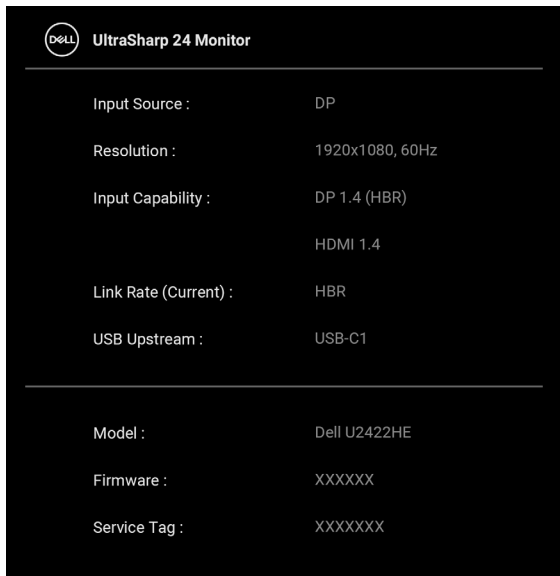 DELL UltraSharp 24 Monitor
Input Source : DP
Resolution : 1920x1080, 60Hz
Input Capability : DP 1.4 (HBR)
HDMI 1.4
Link Rate (Current) : HBR
USB Upstream : USB-C1
Model : Dell U2422HE
Firmware : XXXXXX
Service Tag : XXXXXXX